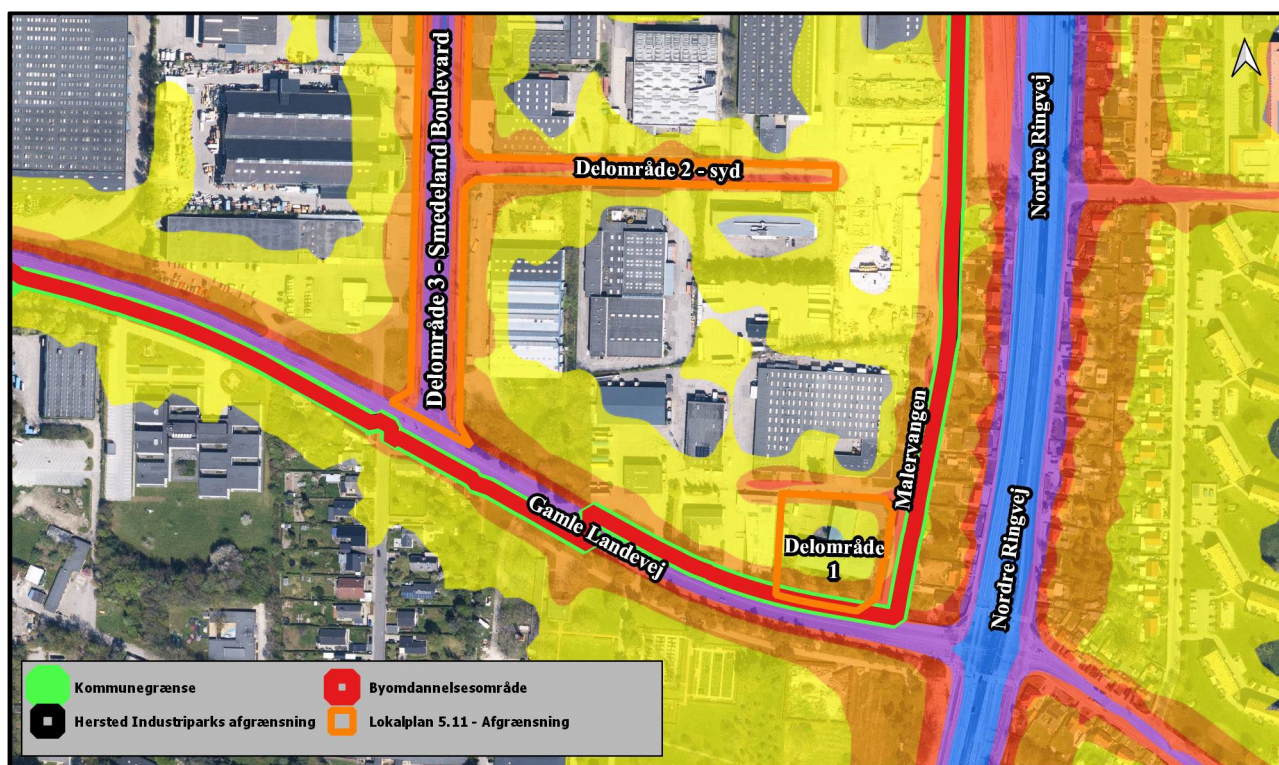 Delområde 3 - Smedeland Boulevard
Delområde 2 - syd
Nordre Ringvej
Malervangen
Gamle Landevej
Delområde
1
Nordre Ringvej
Kommunegrænse
Byomdannelsesområde
Hersted Industriparks afgrænsning
Lokalplan 5.11 - Afgrænsning